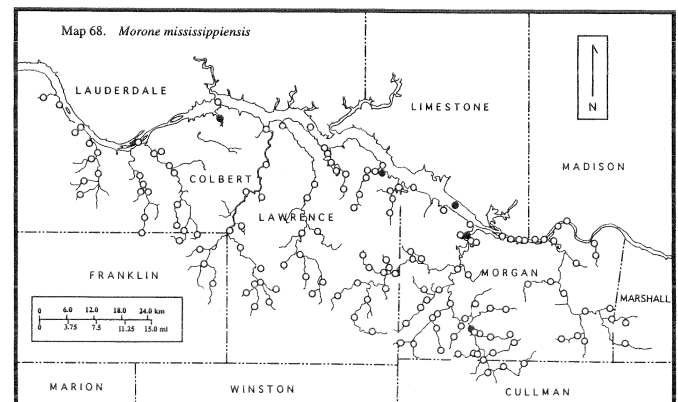 Map 68. Morone mississippiensis
LAUDERDALE
LIMESTONE
N
MADISON
COLBERT
LAWRENCE
FRANKLIN
MORGAN
MARSHALL
0 6.0 12.0 18.0 24.0 km
0 3.75 7.5 11.25 15.0 mi
MARION
WINSTON
CULLMAN